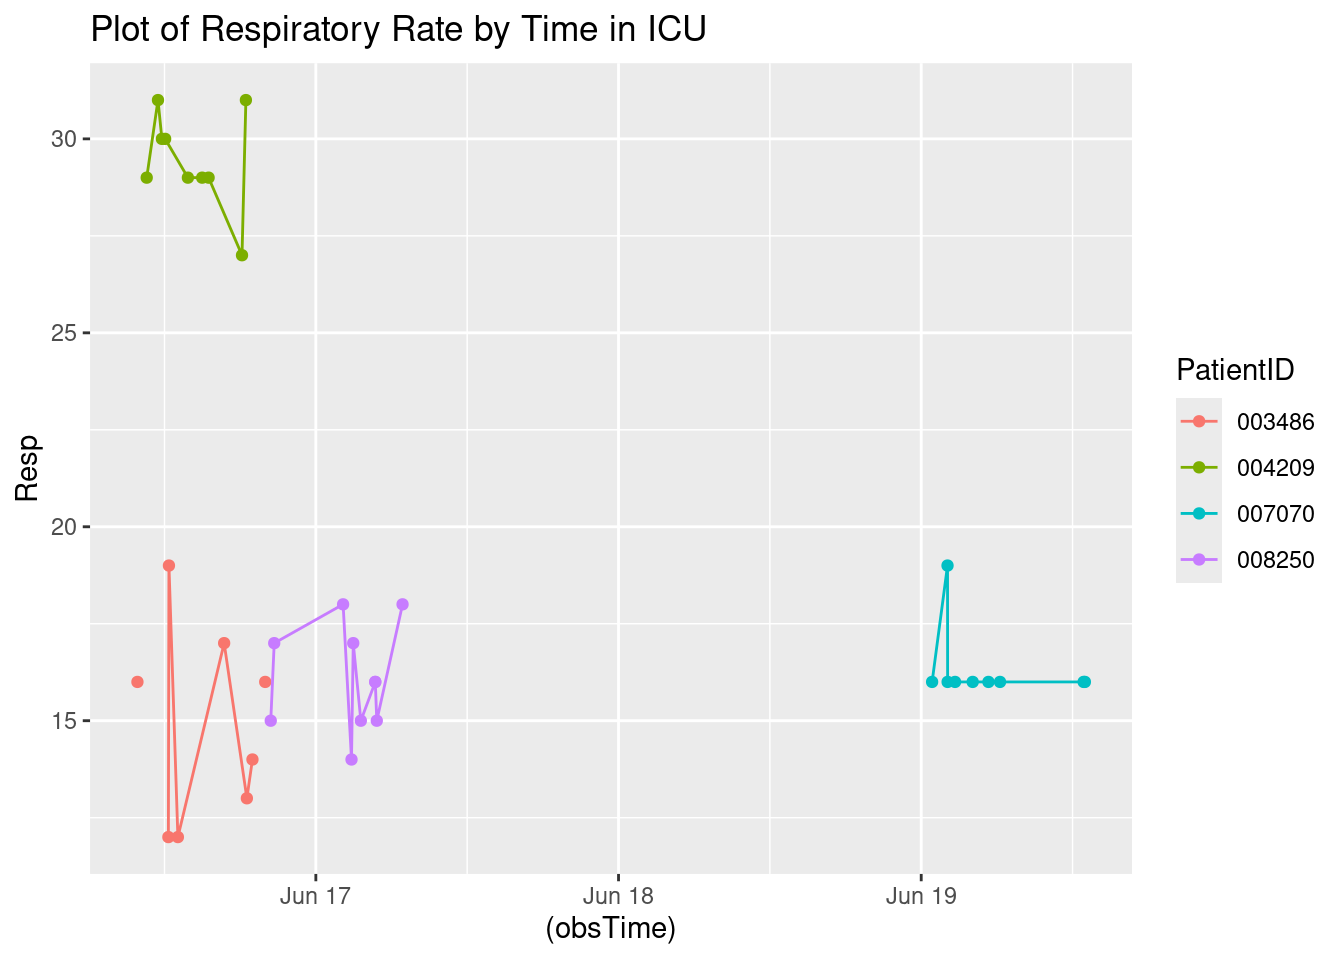 Plot of Respiratory Rate by Time in ICU
30
25
20
15
Resp
Jun 17
Jun 18
Jun 19
(obsTime)
PatientID
003486
004209
007070
008250